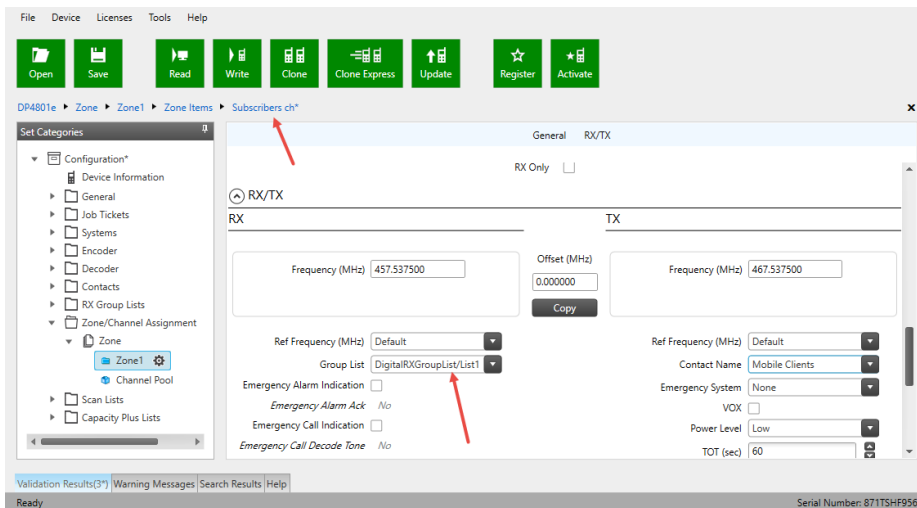 File Device Licenses Tools Help
Open Save Read Write Clone Clone Express Update Register Activate
DP4801e Zone Zone1 Zone Items Subscribers ch*
Set Categories
Configuration*
Device Information
General
Job Tickets
Systems
Encoder
Decoder
Contacts
RX Group Lists
Zone/Channel Assignment
Zone
Zone1
Channel Pool
Scan Lists
Capacity Plus Lists
General RX/TX
RX Only
RX/TX
RX TX
Offset (MHz)
Frequency (MHz) 457.537500 Frequency (MHz) 467.537500
0.000000
Copy
Ref Frequency (MHz) Default Ref Frequency (MHz) Default
Group List DigitalRXGroupList/List1 Contact Name Mobile Clients
Emergency Alarm Indication Emergency System None
Emergency Alarm Ack No VOX
Emergency Call Indication Power Level Low
Emergency Call Decode Tone No TOT (sec) 60
Validation Results(3*) Warning Messages Search Results Help
Ready Serial Number: 871TSHF956